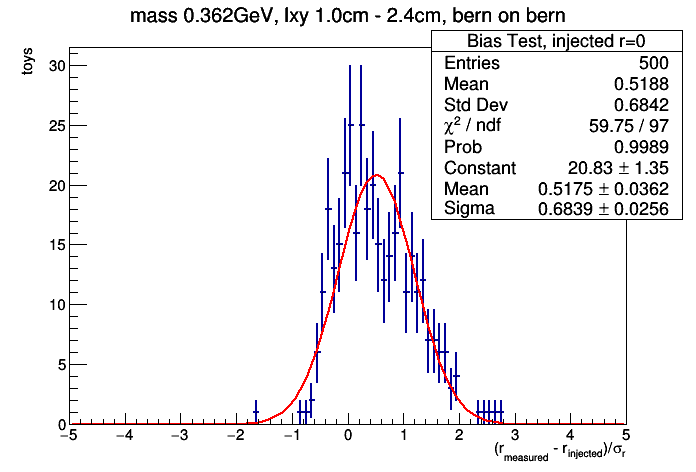 mass 0.362GeV, lxy 1.0cm - 2.4cm, bern on bern
toys
Bias Test, injected r=0
Entries 500
Mean 0.5188
Std Dev 0.6842
χ² / ndf 59.75 / 97
Prob 0.9989
Constant 20.83 ± 1.35
Mean 0.5175 ± 0.0362
Sigma 0.6839 ± 0.0256
30
25
20
15
10
5
0
−5 −4 −3 −2 −1 0 1 2 3 4 5
(r_measured - r_injected)/σ_r